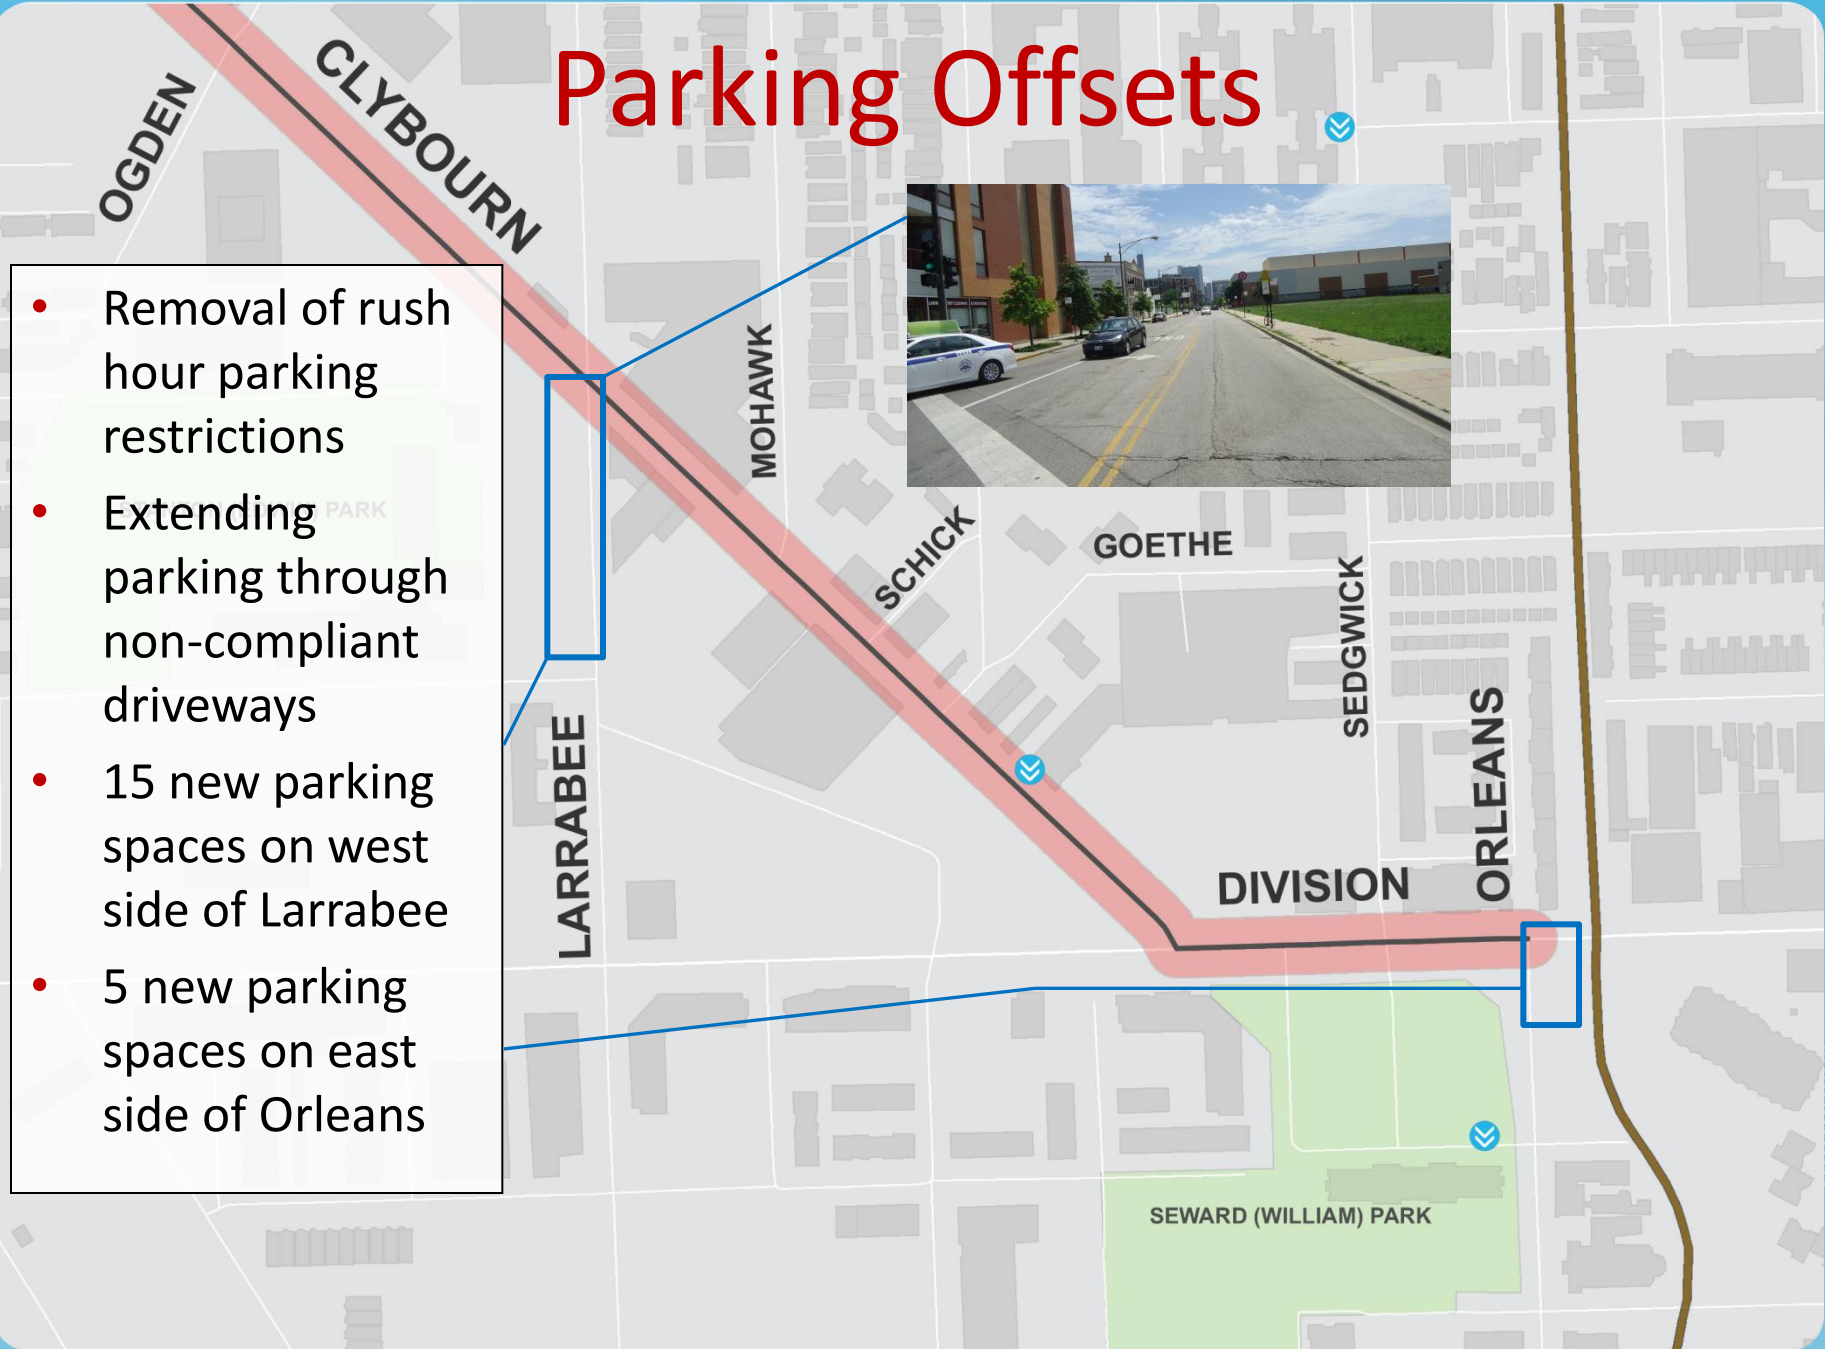 Parking Offsets
OGDEN
CLYBOURN
• Removal of rush
hour parking
restrictions
• Extending
parking through
non-compliant
driveways
• 15 new parking
spaces on west
side of Larrabee
• 5 new parking
spaces on east
side of Orleans
PARK
MOHAWK
SCHICK
GOETHE
SEDGWICK
ORLEANS
LARRABEE
DIVISION
SEWARD (WILLIAM) PARK